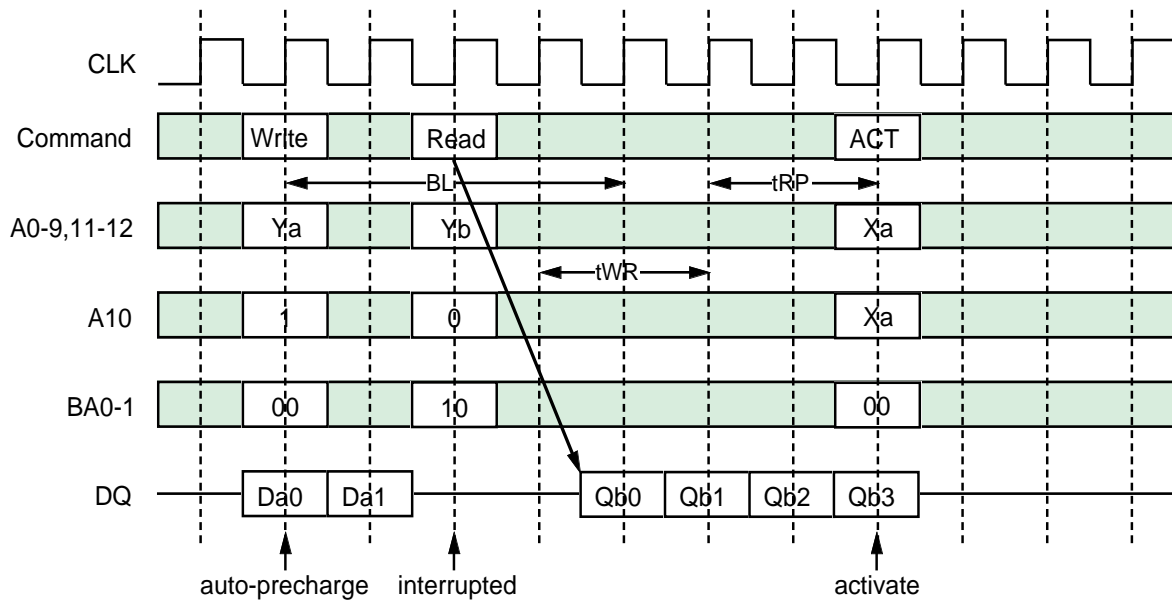 CLK
Command Write Read ACT
BL tRP
A0-9,11-12 Ya Yb Xa
tWR
A10 1 0 Xa
BA0-1 00 10 00
DQ Da0 Da1 Qb0 Qb1 Qb2 Qb3
auto-precharge interrupted activate